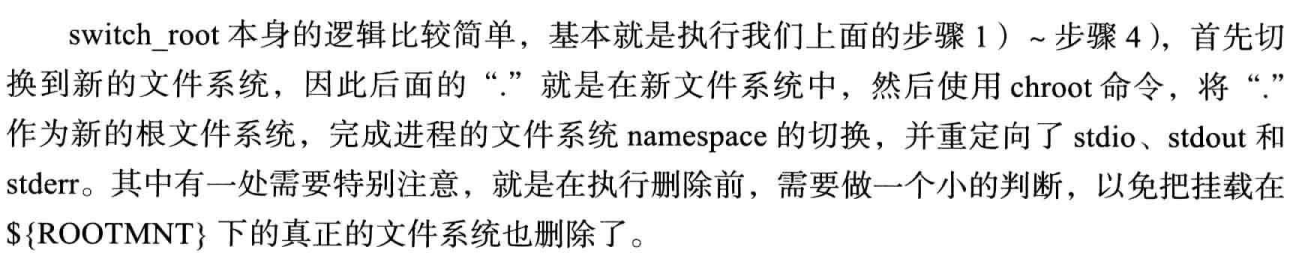 switch_root 本身的逻辑比较简单，基本就是执行我们上面的步骤 1）~ 步骤 4），首先切
换到新的文件系统，因此后面的 “.” 就是在新文件系统中，然后使用 chroot 命令，将 “.”
作为新的根文件系统，完成进程的文件系统 namespace 的切换，并重定向了 stdio、stdout 和
stderr。其中有一处需要特别注意，就是在执行删除前，需要做一个小的判断，以免把挂载在
${ROOTMNT} 下的真正的文件系统也删除了。